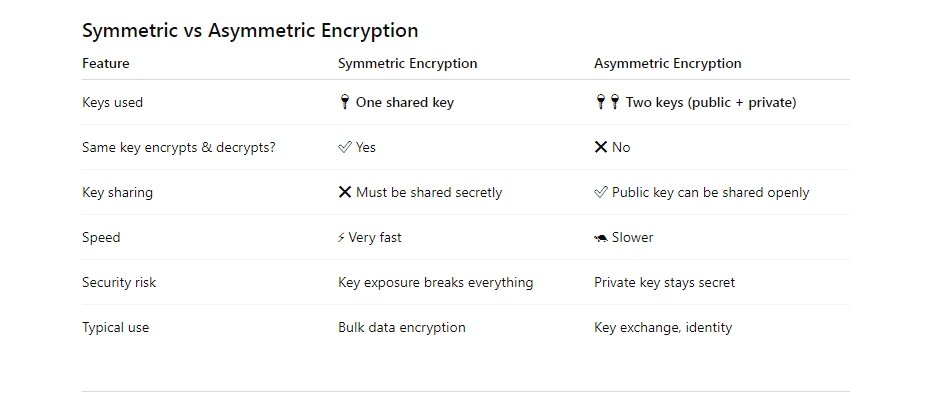 Symmetric vs Asymmetric Encryption
Feature Symmetric Encryption Asymmetric Encryption
Keys used One shared key Two keys (public + private)
Same key encrypts & decrypts? Yes No
Key sharing Must be shared secretly Public key can be shared openly
Speed Very fast Slower
Security risk Key exposure breaks everything Private key stays secret
Typical use Bulk data encryption Key exchange, identity